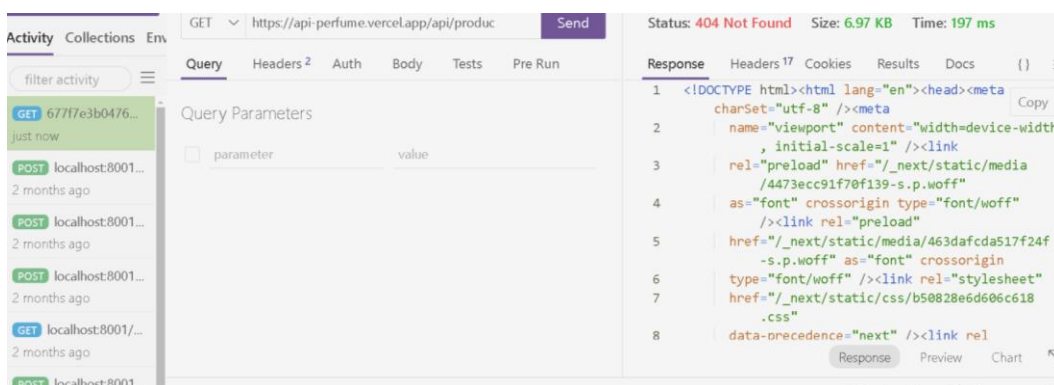 GET https://api-perfume.vercel.app/api/produc Send
Status: 404 Not Found Size: 6.97 KB Time: 197 ms
Activity Collections Env
Query Headers 2 Auth Body Tests Pre Run
Response Headers 17 Cookies Results Docs {}
filter activity
Query Parameters
parameter value
GET 677f7e3b0476...
just now
POST localhost:8001...
2 months ago
POST localhost:8001...
2 months ago
POST localhost:8001...
2 months ago
GET localhost:8001/...
2 months ago
POST localhost:8001
Copy
1 <!DOCTYPE html><html lang="en"><head><meta
charSet="utf-8" /><meta
2 name="viewport" content="width=device-width
, initial-scale=1" /><link
3 rel="preload" href="/_next/static/media
/4473ecc91f70f139-s.p.woff"
4 as="font" crossorigin type="font/woff"
/><link rel="preload"
5 href="/_next/static/media/463dafcda517f24f
-s.p.woff" as="font" crossorigin
6 type="font/woff" /><link rel="stylesheet"
7 href="/_next/static/css/b50828e6d606c618
.css"
8 data-precedence="next" /><link rel
Response Preview Chart